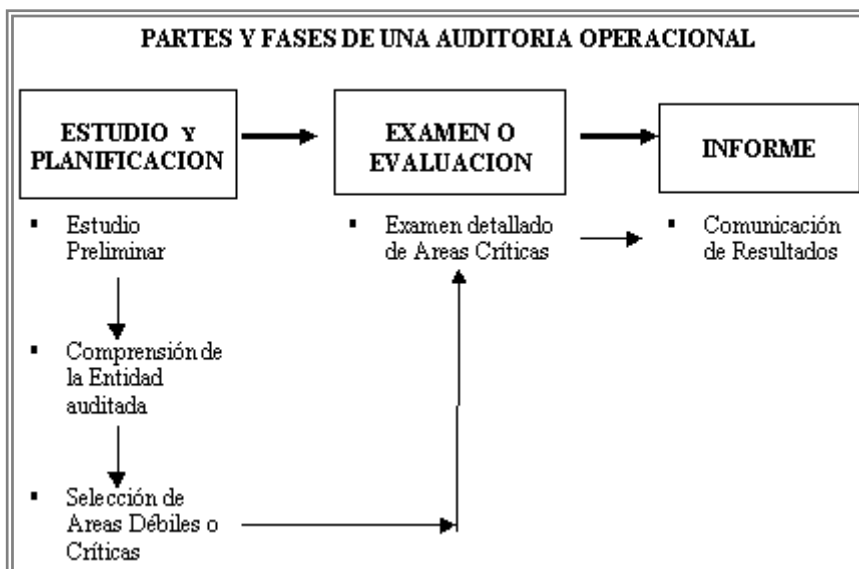 PARTES Y FASES DE UNA AUDITORIA OPERACIONAL
ESTUDIO Y
PLANIFICACION
EXAMEN O
EVALUACION
INFORME
▪ Estudio
Preliminar
▪ Comprensión de
la Entidad
auditada
▪ Selección de
Areas Débiles o
Críticas
▪ Examen detallado
de Areas Críticas
▪ Comunicación
de Resultados